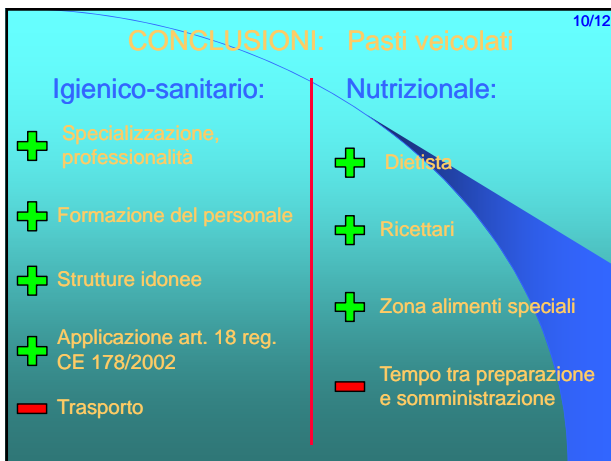 10/12
CONCLUSIONI: Pasti veicolati
Igienico-sanitario:
Specializzazione,
professionalità
Formazione del personale
Strutture idonee
Applicazione art. 18 reg.
CE 178/2002
Trasporto
Nutrizionale:
Dietista
Ricettari
Zona alimenti speciali
Tempo tra preparazione
e somministrazione